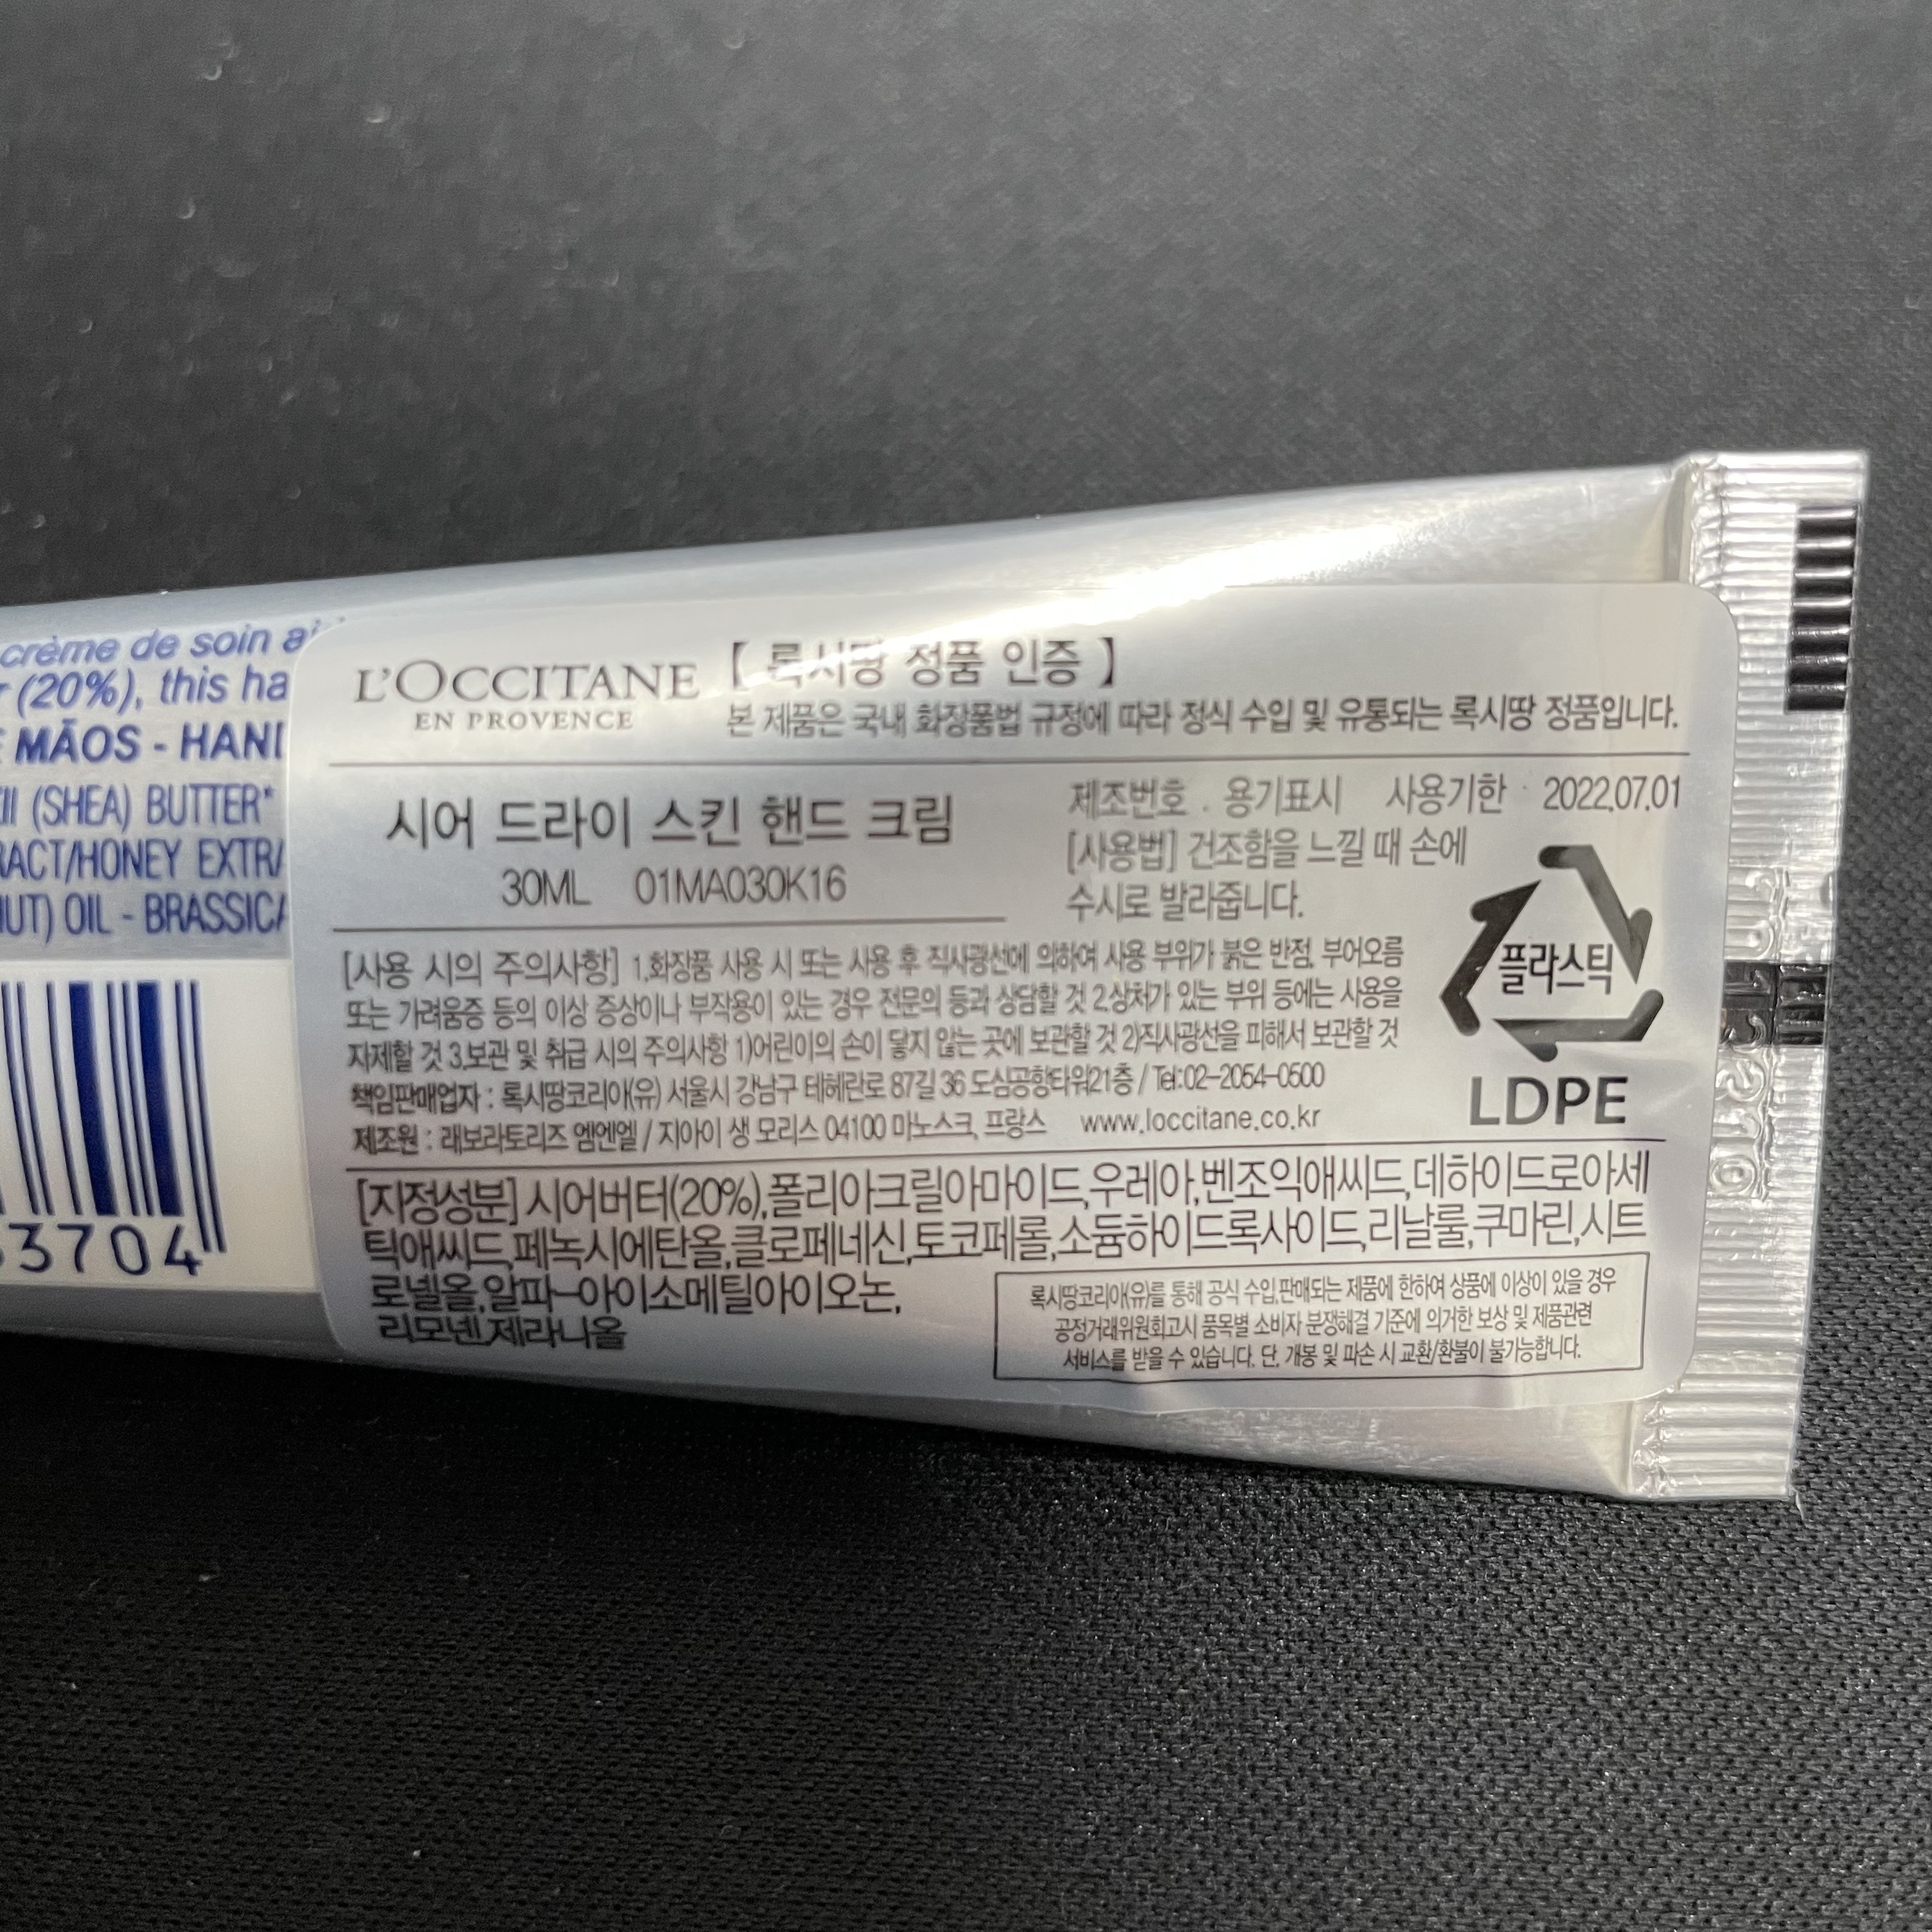 crème de soin
r (20%), this ha
MÃOS - HAND
II (SHEA) BUTTER*
RACT/HONEY EXTRA
UT) OIL - BRASSICA
3704
L'OCCITANE
EN PROVENCE
【 록시땅 정품 인증 】
본 제품은 국내 화장품법 규정에 따라 정식 수입 및 유통되는 록시땅 정품입니다.
시어 드라이 스킨 핸드 크림
30ML 01MA030K16
제조번호 : 용기표시 사용기한 : 2022.07.01
[사용법] 건조함을 느낄 때 손에
수시로 발라줍니다.
[사용 시의 주의사항] 1.화장품 사용 시 또는 사용 후 직사광선에 의하여 사용 부위가 붉은 반점, 부어오름
또는 가려움증 등의 이상 증상이나 부작용이 있는 경우 전문의 등과 상담할 것 2.상처가 있는 부위 등에는 사용을
자제할 것 3.보관 및 취급 시의 주의사항 1)어린이의 손이 닿지 않는 곳에 보관할 것 2)직사광선을 피해서 보관할 것
책임판매업자 : 록시땅코리아(유) 서울시 강남구 테헤란로 87길 36 도심공항타워21층 / Tel:02-2054-0500
제조원 : 래보라토리즈 엠엔엘 / 지아이 생 모리스 04100 마노스크, 프랑스 www.loccitane.co.kr
플라스틱
LDPE
[지정성분] 시어버터(20%),폴리아크릴아마이드,우레아,벤조익애씨드,데하이드로아세
틱애씨드,페녹시에탄올,클로페네신,토코페롤,소듐하이드록사이드,리날룰,쿠마린,시트
로넬올,알파-아이소메틸아이오논,
리모넨,제라니올
록시땅코리아(유)를 통해 공식 수입,판매되는 제품에 한하여 상품에 이상이 있을 경우
공정거래위원회고시 품목별 소비자 분쟁해결 기준에 의거한 보상 및 제품관련
서비스를 받을 수 있습니다. 단, 개봉 및 파손 시 교환/환불이 불가능합니다.